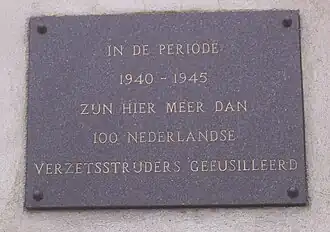 IN DE PERIODE
1940 - 1945
ZIJN HIER MEER DAN
100 NEDERLANDSE
VERZETSSTRIJDERS GEFUSILLEERD